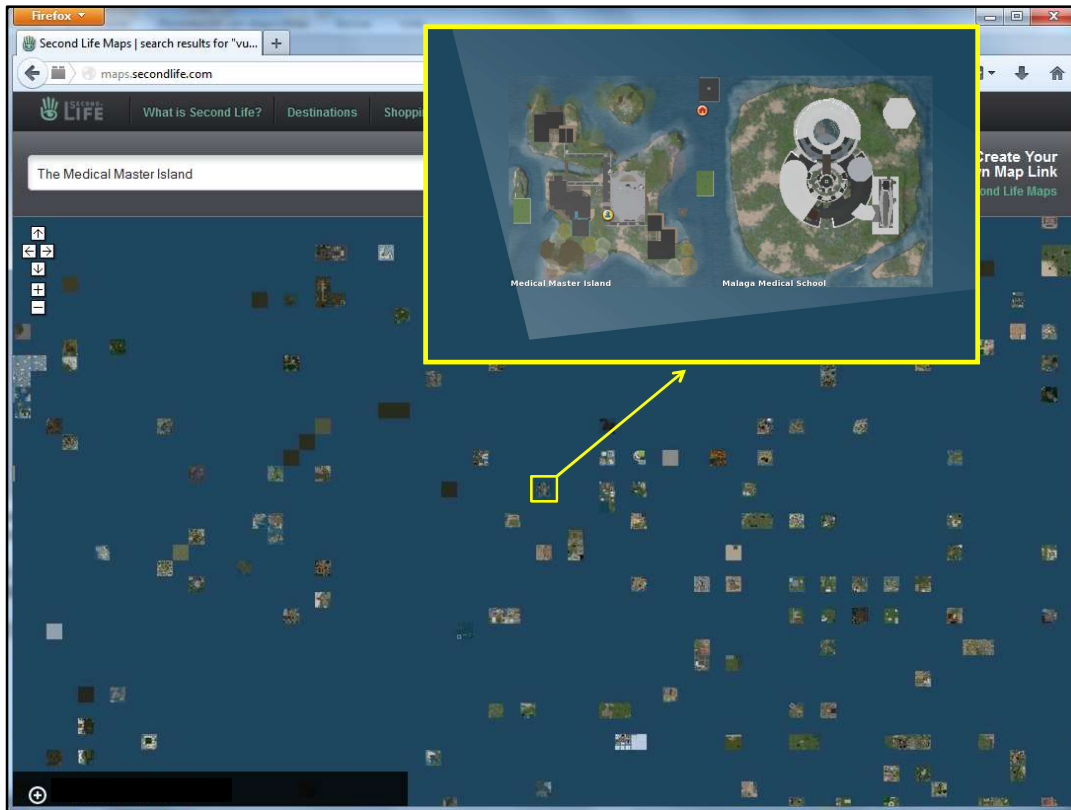 Firefox
Second Life Maps | search results for "vu...
maps.secondlife.com
SECOND LIFE
What is Second Life?
Destinations
Shoppi
The Medical Master Island
Create Your
n Map Link
ond Life Maps
Medical Master Island
Malaga Medical School